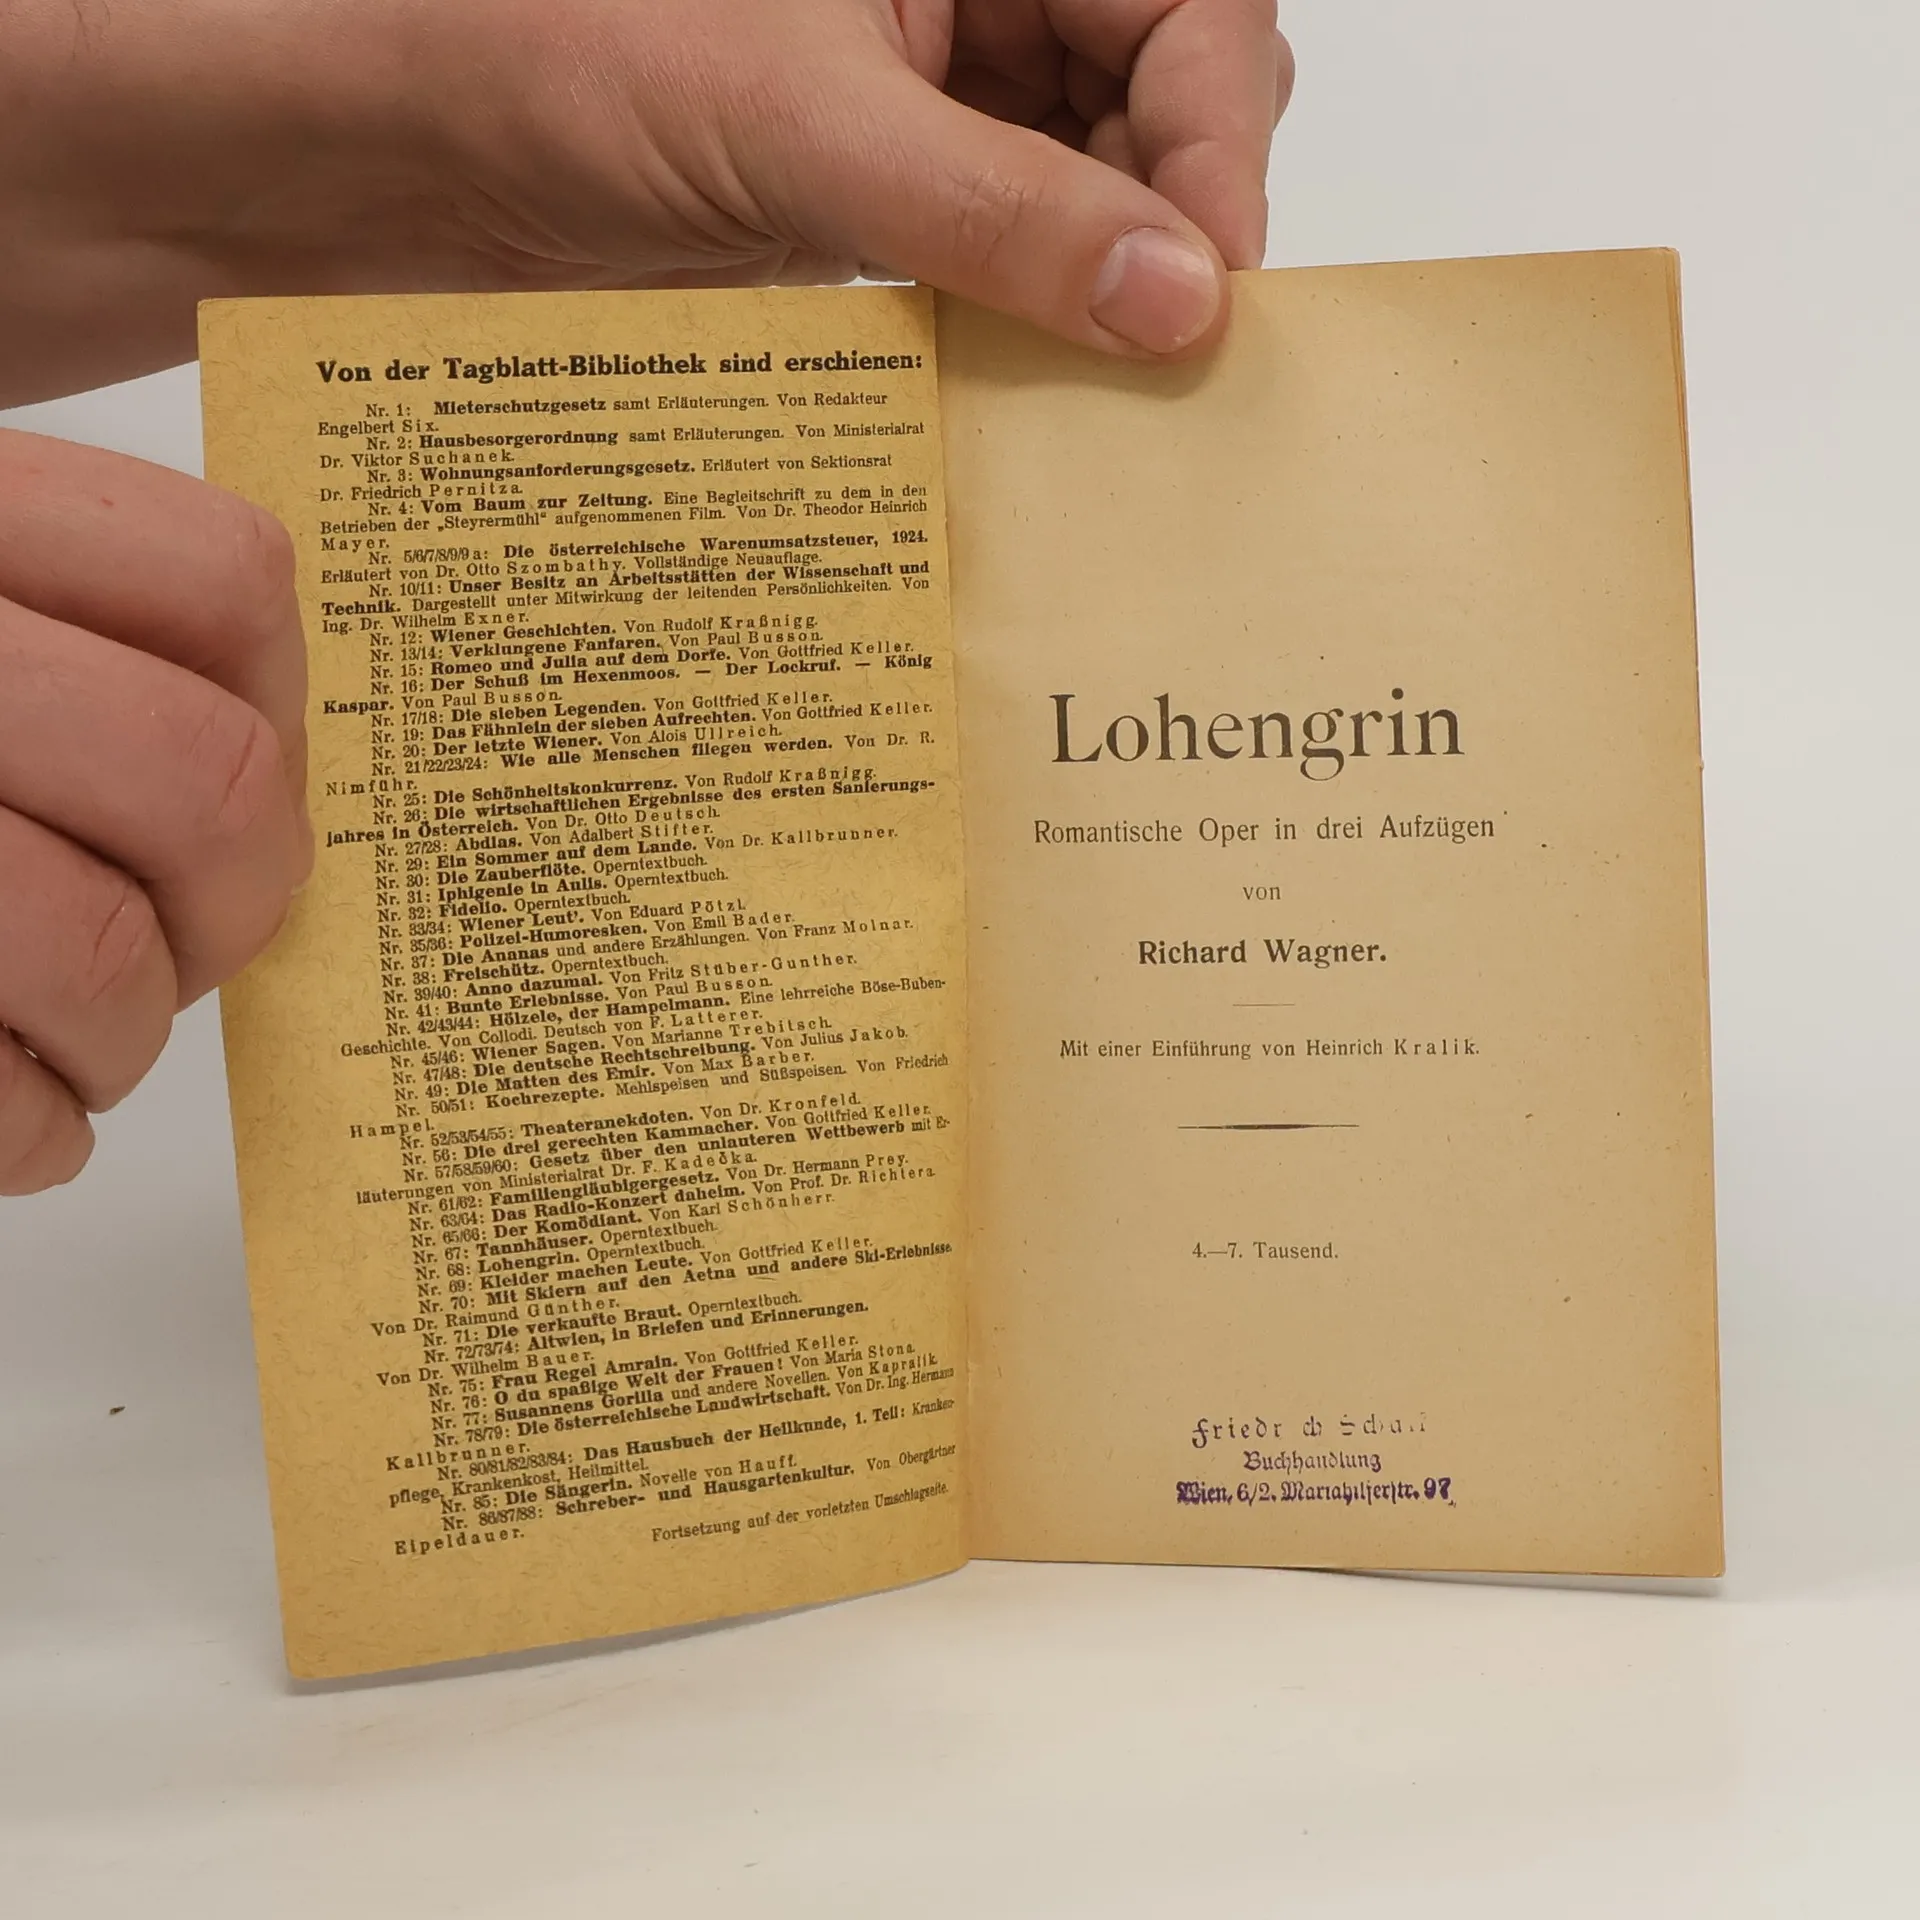 Von der Tagblatt-Bibliothek sind erschienen:
Nr. 1: Mieterschutzgesetz samt Erläuterungen. Von Redakteur
Engelbert Six.
Nr. 2: Hausbesorgerordnung samt Erläuterungen. Von Ministerialrat
Dr. Viktor Suchanek.
Nr. 3: Wohnungsanforderungsgesetz. Erläutert von Sektionsrat
Dr. Friedrich Pernitza.
Nr. 4: Vom Baum zur Zeitung. Eine Begleitschrift zu dem in den
Betrieben der „Steyrermühl“ aufgenommenen Film. Von Dr. Theodor Heinrich
Mayer.
Nr. 5/6/7/8/9/9a: Die österreichische Warenumsatzsteuer, 1924.
Erläutert von Dr. Otto Szombathy. Vollständige Neuauflage.
Nr. 10/11: Unser Besitz an Arbeitsstätten der Wissenschaft und
Technik. Dargestellt unter Mitwirkung der leitenden Persönlichkeiten. Von
Ing. Dr. Wilhelm Exner.
Nr. 12: Wiener Geschichten. Von Rudolf Kraßnigg.
Nr. 13/14: Verklungene Fanfaren. Von Paul Busson.
Nr. 15: Romeo und Julia auf dem Dorfe. Von Gottfried Keller.
Nr. 16: Der Schuß im Hexenmoos. — Der Lockruf. — König
Kaspar. Von Paul Busson.
Nr. 17/18: Die sieben Legenden. Von Gottfried Keller.
Nr. 19: Das Fähnlein der sieben Aufrechten. Von Gottfried Keller.
Nr. 20: Der letzte Wiener. Von Alois Ullreich.
Nr. 21/22/23/24: Wie alle Menschen fliegen werden. Von Dr. R.
Nimführ.
Nr. 25: Die Schönheitskonkurrenz. Von Rudolf Kraßnigg.
Nr. 26: Die wirtschaftlichen Ergebnisse des ersten Sanierungs-
jahres in Österreich. Von Dr. Otto Deutsch.
Nr. 27/28: Abdias. Von Adalbert Stifter.
Nr. 29: Ein Sommer auf dem Lande. Von Dr. Kallbrunner.
Nr. 30: Die Zauberflöte. Operntextbuch.
Nr. 31: Iphigenie in Aulis. Operntextbuch.
Nr. 32: Fidelio. Operntextbuch.
Nr. 33/34: Wiener Leut'. Von Eduard Pötzl.
Nr. 35/36: Polizei-Humoresken. Von Emil Bader.
Nr. 37: Die Ananas und andere Erzählungen. Von Franz Molnar.
Nr. 38: Freischütz. Operntextbuch.
Nr. 39/40: Anno dazumal. Von Fritz Stüber-Gunther.
Nr. 41: Bunte Erlebnisse. Von Paul Busson.
Nr. 42/43/44: Hölzele, der Hampelmann. Eine lehrreiche Böse-Buben-
Geschichte. Von Collodi. Deutsch von F. Latterer.
Nr. 45/46: Wiener Sagen. Von Marianne Trebitsch.
Nr. 47/48: Die deutsche Rechtschreibung. Von Julius Jakob.
Nr. 49: Die Matten des Emir. Von Max Barber.
Nr. 50/51: Kochrezepte. Mehlspeisen und Süßspeisen. Von Friedrich
Hampel.
Nr. 52/53/54/55: Theateranekdoten. Von Dr. Kronfeld.
Nr. 56: Die drei gerechten Kammacher. Von Gottfried Keller.
Nr. 57/58/59/60: Gesetz über den unlauteren Wettbewerb mit Er-
läuterungen von Ministerialrat Dr. F. Kadečka.
Nr. 61/62: Familiengläubigergesetz. Von Dr. Hermann Prey.
Nr. 63/64: Das Radio-Konzert daheim. Von Prof. Dr. Richtera.
Nr. 65/66: Der Komödiant. Von Karl Schönherr.
Nr. 67: Tannhäuser. Operntextbuch.
Nr. 68: Lohengrin. Operntextbuch.
Nr. 69: Kleider machen Leute. Von Gottfried Keller.
Nr. 70: Mit Skiern auf den Aetna und andere Ski-Erlebnisse.
Von Dr. Raimund Günther.
Nr. 71: Die verkaufte Braut. Operntextbuch.
Nr. 72/73/74: Altwien, in Briefen und Erinnerungen.
Von Dr. Wilhelm Bauer.
Nr. 75: Frau Regel Amrain. Von Gottfried Keller.
Nr. 76: O du spaßige Welt der Frauen! Von Maria Stona.
Nr. 77: Susannens Gorilla und andere Novellen. Von Kapralik.
Nr. 78/79: Die österreichische Landwirtschaft. Von Dr. Ing. Hermann
Kallbrunner.
Nr. 80/81/82/83/84: Das Hausbuch der Heilkunde, 1. Teil: Kranken-
pflege, Krankenkost, Heilmittel.
Nr. 85: Die Sängerin. Novelle von Hauff.
Nr. 86/87/88: Schreber- und Hausgartenkultur. Von Obergärtner
Eipeldauer.
Fortsetzung auf der vorletzten Umschlagseite.
Lohengrin
Romantische Oper in drei Aufzügen
von
Richard Wagner.
Mit einer Einführung von Heinrich Kralik.
4.—7. Tausend.
Buchhandlung
Wien, 6/2. Mariahilferstr. 97